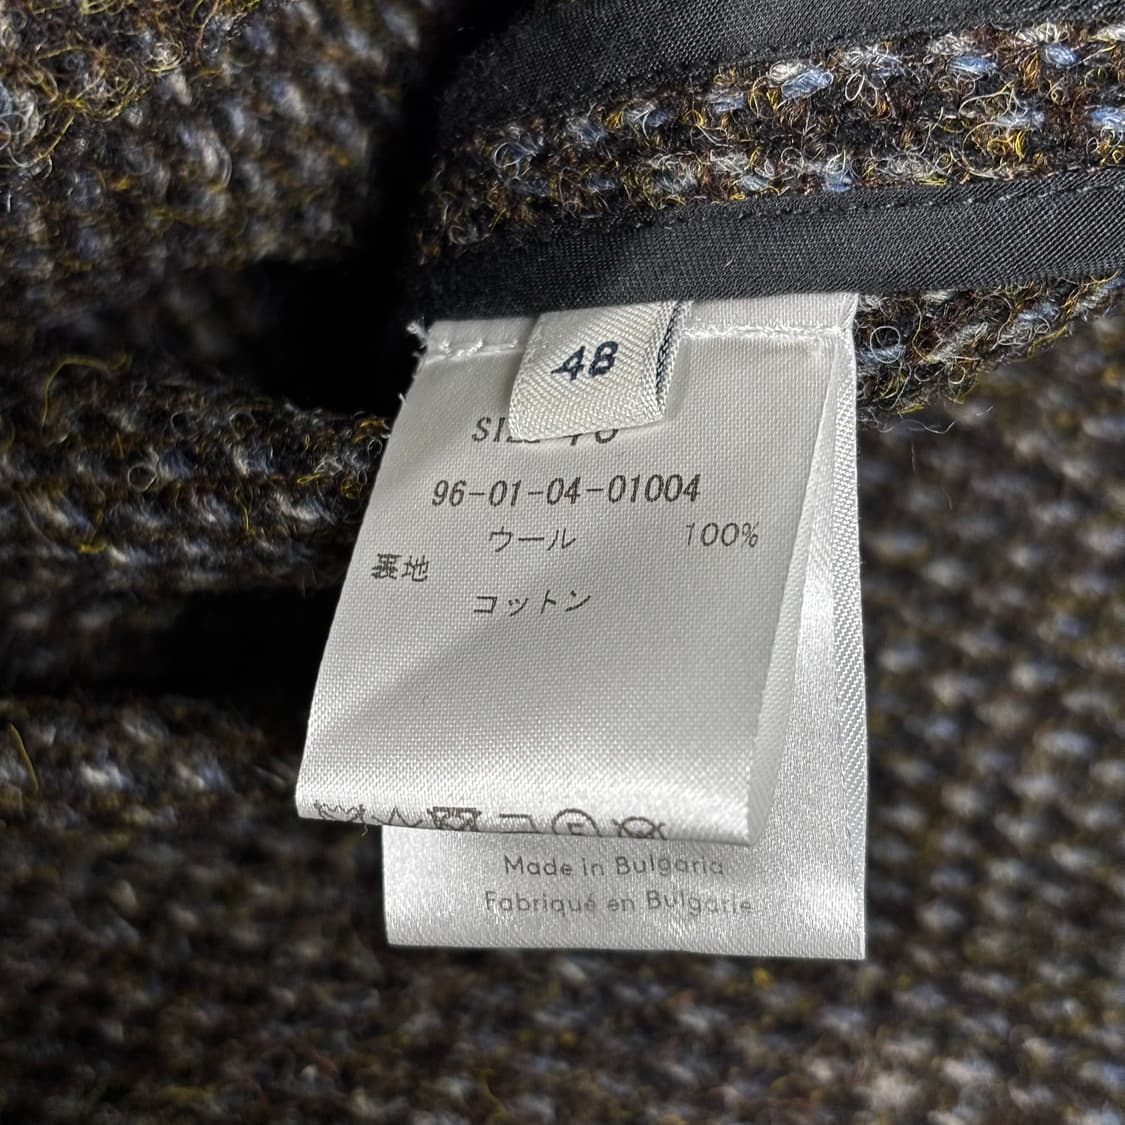 48
SIZE
96-01-04-01004
ウール 100%
裏地
コットン
Made in Bulgaria
Fabriqué en Bulgarie